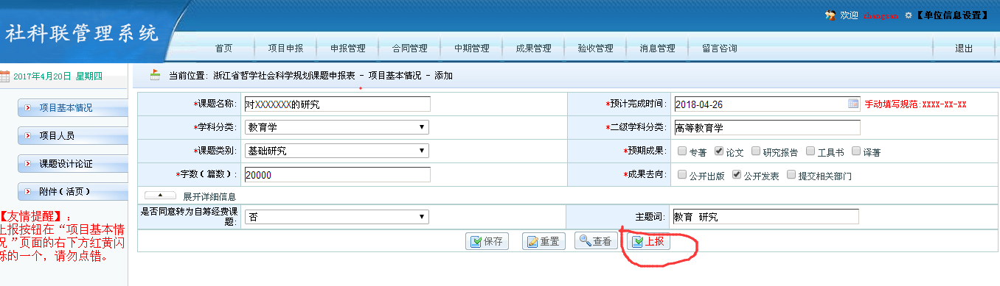 社科联管理系统
欢迎 zhangsan 【单位信息设置】
首页 项目申报 申报管理 合同管理 中期管理 成果管理 验收管理 消息管理 留言咨询 退出
2017年4月20日 星期四
当前位置: 浙江省哲学社会科学规划课题申报表 - 项目基本情况 - 添加
项目基本情况
项目人员
课题设计论证
附件（活页）
【友情提醒】：
上报按钮在“项目基本情
况 ”页面的右下方红黄闪
烁的一个，请勿点错。
*课题名称: 对XXXXXXX的研究 *预计完成时间: 2018-04-26 手动填写规范:XXXX-XX-XX
*学科分类: 教育学 *二级学科分类: 高等教育学
*课题类别: 基础研究 *预期成果: 专著 论文 研究报告 工具书 译著
*字数（篇数）: 20000 *成果去向: 公开出版 公开发表 提交相关部门
展开详细信息
是否同意转为自筹经费课
题: 否 主题词: 教育 研究
保存 重置 查看 上报